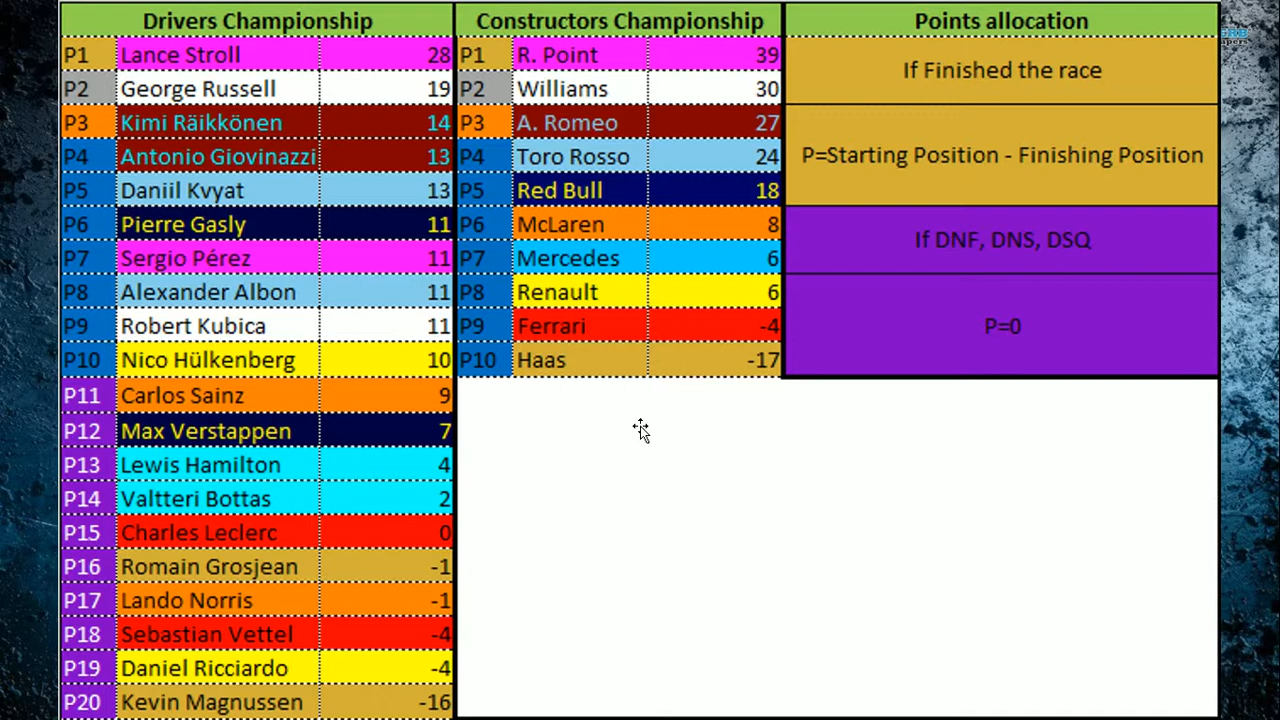 Drivers Championship
P1 Lance Stroll 28
P2 George Russell 19
P3 Kimi Räikkönen 14
P4 Antonio Giovinazzi 13
P5 Daniil Kvyat 13
P6 Pierre Gasly 11
P7 Sergio Pérez 11
P8 Alexander Albon 11
P9 Robert Kubica 11
P10 Nico Hülkenberg 10
P11 Carlos Sainz 9
P12 Max Verstappen 7
P13 Lewis Hamilton 4
P14 Valtteri Bottas 2
P15 Charles Leclerc 0
P16 Romain Grosjean -1
P17 Lando Norris -1
P18 Sebastian Vettel -4
P19 Daniel Ricciardo -4
P20 Kevin Magnussen -16
Constructors Championship
P1 R. Point 39
P2 Williams 30
P3 A. Romeo 27
P4 Toro Rosso 24
P5 Red Bull 18
P6 McLaren 8
P7 Mercedes 6
P8 Renault 6
P9 Ferrari -4
P10 Haas -17
Points allocation
If Finished the race
P=Starting Position - Finishing Position
If DNF, DNS, DSQ
P=0